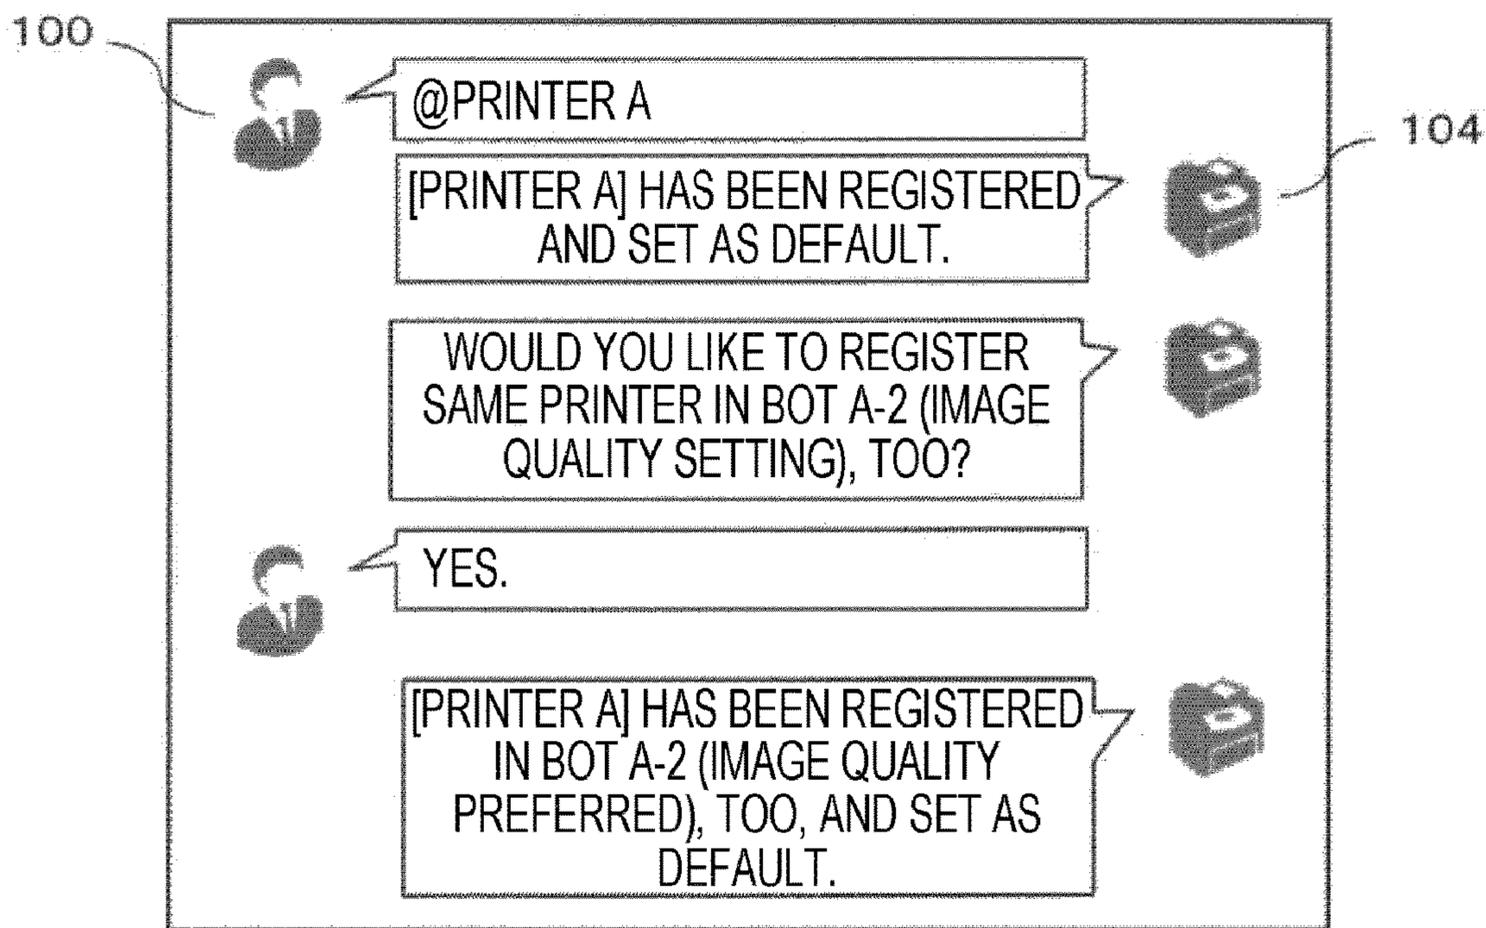 100
@PRINTER A
104
[PRINTER A] HAS BEEN REGISTERED
AND SET AS DEFAULT.
WOULD YOU LIKE TO REGISTER
SAME PRINTER IN BOT A-2 (IMAGE
QUALITY SETTING), TOO?
YES.
[PRINTER A] HAS BEEN REGISTERED
IN BOT A-2 (IMAGE QUALITY
PREFERRED), TOO, AND SET AS
DEFAULT.